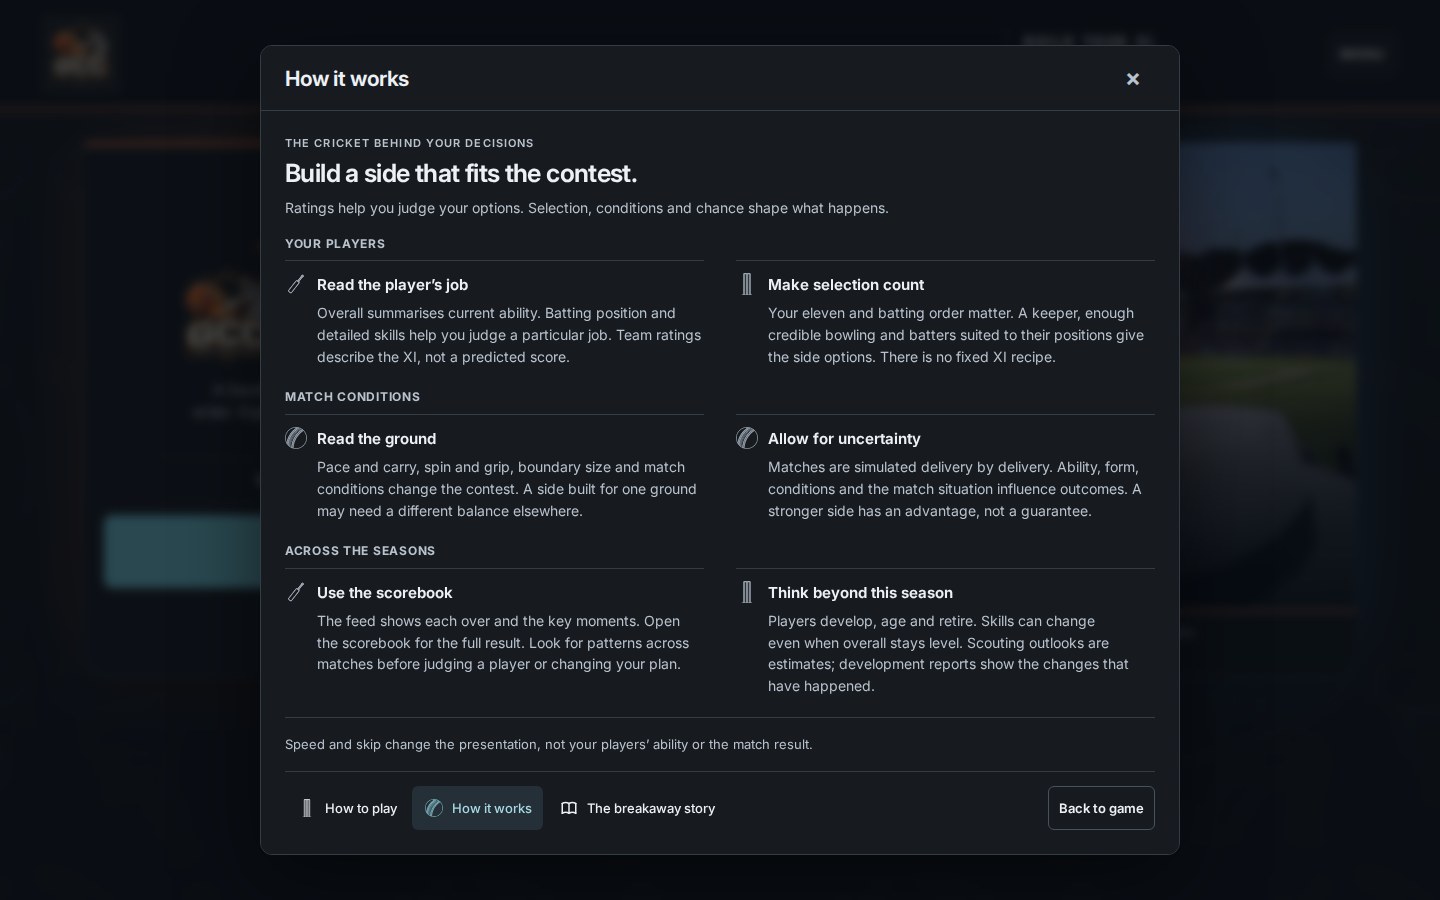 How it works
×
THE CRICKET BEHIND YOUR DECISIONS
Build a side that fits the contest.
Ratings help you judge your options. Selection, conditions and chance shape what happens.
YOUR PLAYERS
Read the player’s job
Overall summarises current ability. Batting position and
detailed skills help you judge a particular job. Team ratings
describe the XI, not a predicted score.
Make selection count
Your eleven and batting order matter. A keeper, enough
credible bowling and batters suited to their positions give
the side options. There is no fixed XI recipe.
MATCH CONDITIONS
Read the ground
Pace and carry, spin and grip, boundary size and match
conditions change the contest. A side built for one ground
may need a different balance elsewhere.
Allow for uncertainty
Matches are simulated delivery by delivery. Ability, form,
conditions and the match situation influence outcomes. A
stronger side has an advantage, not a guarantee.
ACROSS THE SEASONS
Use the scorebook
The feed shows each over and the key moments. Open
the scorebook for the full result. Look for patterns across
matches before judging a player or changing your plan.
Think beyond this season
Players develop, age and retire. Skills can change
even when overall stays level. Scouting outlooks are
estimates; development reports show the changes that
have happened.
Speed and skip change the presentation, not your players’ ability or the match result.
How to play
How it works
The breakaway story
Back to game
GCC
GCC